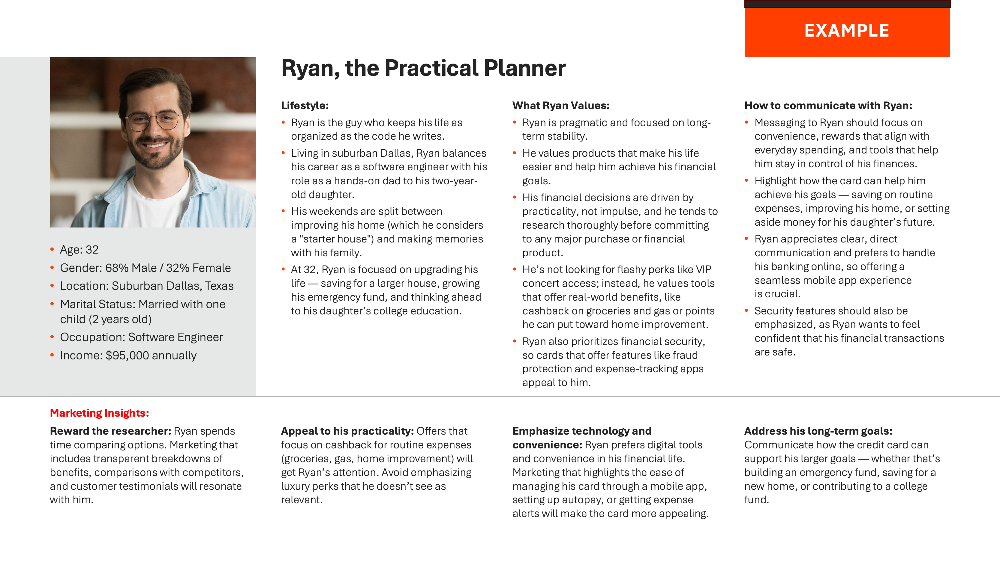 EXAMPLE
Ryan, the Practical Planner
• Age: 32
• Gender: 68% Male / 32% Female
• Location: Suburban Dallas, Texas
• Marital Status: Married with one
child (2 years old)
• Occupation: Software Engineer
• Income: $95,000 annually
Lifestyle:
• Ryan is the guy who keeps his life as
organized as the code he writes.
• Living in suburban Dallas, Ryan balances
his career as a software engineer with his
role as a hands-on dad to his two-year-
old daughter.
• His weekends are split between
improving his home (which he considers
a "starter house") and making memories
with his family.
• At 32, Ryan is focused on upgrading his
life — saving for a larger house, growing
his emergency fund, and thinking ahead
to his daughter’s college education.
What Ryan Values:
• Ryan is pragmatic and focused on long-
term stability.
• He values products that make his life
easier and help him achieve his financial
goals.
• His financial decisions are driven by
practicality, not impulse, and he tends to
research thoroughly before committing
to any major purchase or financial
product.
• He’s not looking for flashy perks like VIP
concert access; instead, he values tools
that offer real-world benefits, like
cashback on groceries and gas or points
he can put toward home improvement.
• Ryan also prioritizes financial security,
so cards that offer features like fraud
protection and expense-tracking apps
appeal to him.
How to communicate with Ryan:
• Messaging to Ryan should focus on
convenience, rewards that align with
everyday spending, and tools that help
him stay in control of his finances.
• Highlight how the card can help him
achieve his goals — saving on routine
expenses, improving his home, or setting
aside money for his daughter’s future.
• Ryan appreciates clear, direct
communication and prefers to handle
his banking online, so offering a
seamless mobile app experience
is crucial.
• Security features should also be
emphasized, as Ryan wants to feel
confident that his financial transactions
are safe.
Marketing Insights:
Reward the researcher: Ryan spends
time comparing options. Marketing that
includes transparent breakdowns of
benefits, comparisons with competitors,
and customer testimonials will resonate
with him.
Appeal to his practicality: Offers that
focus on cashback for routine expenses
(groceries, gas, home improvement) will
get Ryan’s attention. Avoid emphasizing
luxury perks that he doesn’t see as
relevant.
Emphasize technology and
convenience: Ryan prefers digital tools
and convenience in his financial life.
Marketing that highlights the ease of
managing his card through a mobile app,
setting up autopay, or getting expense
alerts will make the card more appealing.
Address his long-term goals:
Communicate how the credit card can
support his larger goals — whether that’s
building an emergency fund, saving for a
new home, or contributing to a college
fund.